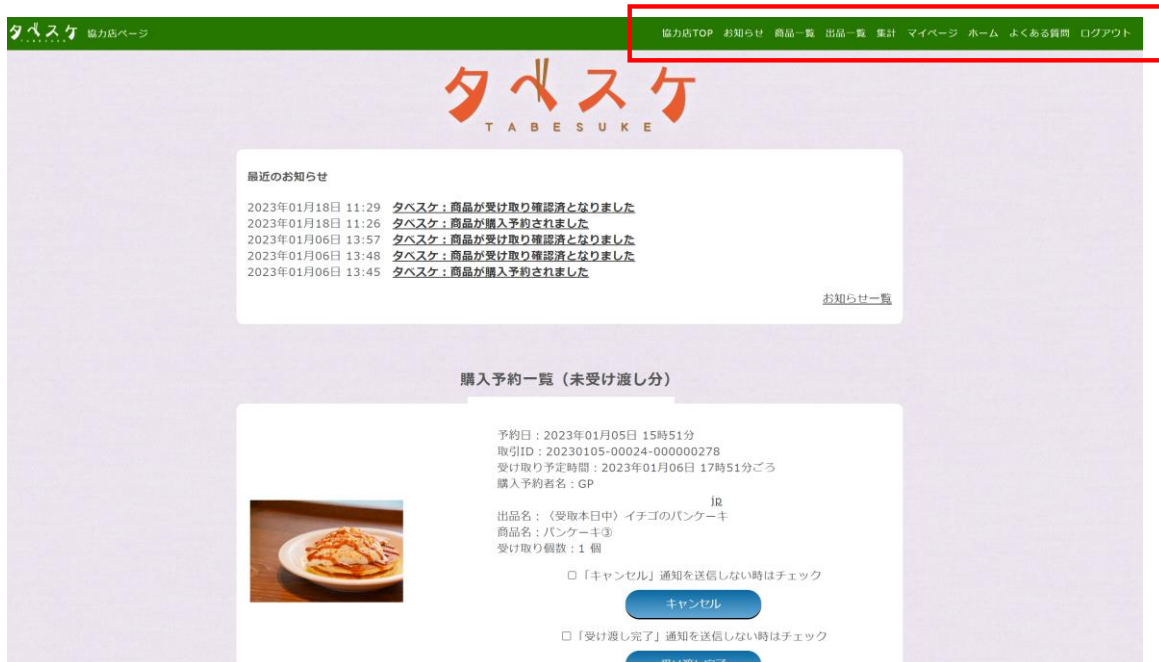 タベスケ 協力店ページ
協力店TOP お知らせ 商品一覧 出品一覧 集計 マイページ ホーム よくある質問 ログアウト
タベスケ
TABESUKE
最近のお知らせ
2023年01月18日 11:29 タベスケ：商品が受け取り確認済となりました
2023年01月18日 11:26 タベスケ：商品が購入予約されました
2023年01月06日 13:57 タベスケ：商品が受け取り確認済となりました
2023年01月06日 13:48 タベスケ：商品が受け取り確認済となりました
2023年01月06日 13:45 タベスケ：商品が購入予約されました
お知らせ一覧
購入予約一覧（未受け渡し分）
予約日：2023年01月05日 15時51分
取引ID：20230105-00024-000000278
受け取り予定時間：2023年01月06日 17時51分ごろ
購入予約者名：GP
jp
出品名：〈受取本日中〉イチゴのパンケーキ
商品名：パンケーキ③
受け取り個数：1 個
「キャンセル」通知を送信しない時はチェック
キャンセル
「受け渡し完了」通知を送信しない時はチェック
受け渡し完了